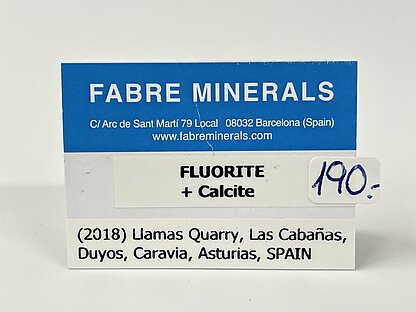 FABRE MINERALS
C/ Arc de Sant Martí 79 Local 08032 Barcelona (Spain)
www.fabreminerals.com
FLUORITE
+ Calcite
190.-
(2018) Llamas Quarry, Las Cabañas,
Duyos, Caravia, Asturias, SPAIN